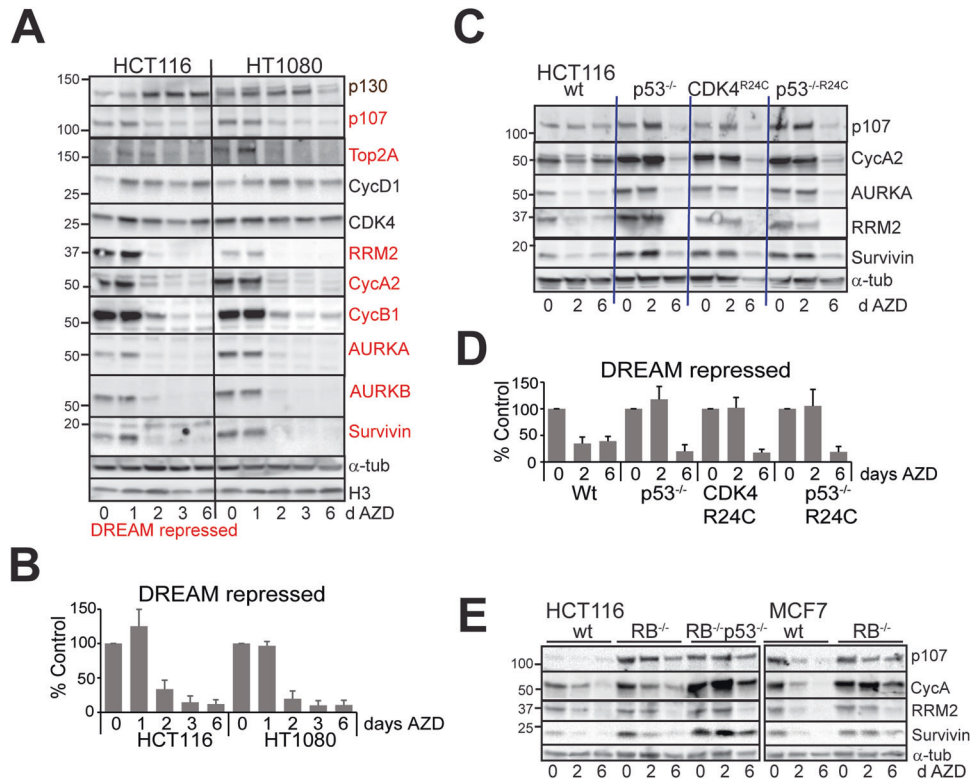 A
HCT116 HT1080
150
p130
100
p107
150
Top2A
25
CycD1
25
CDK4
37
RRM2
50
CycA2
50
CycB1
50
AURKA
50
AURKB
20
Survivin
α-tub
H3
0 1 2 3 6 0 1 2 3 6 d AZD
DREAM repressed
B
DREAM repressed
% Control
150
100
50
0
0 1 2 3 6 0 1 2 3 6 days AZD
HCT116 HT1080
C
HCT116
wt p53-/- CDK4R24C p53-/-R24C
100
p107
50
CycA2
50
AURKA
37
RRM2
20
Survivin
α-tub
0 2 6 0 2 6 0 2 6 0 2 6 d AZD
D
DREAM repressed
% Control
150
100
50
0
0 2 6 0 2 6 0 2 6 0 2 6 days AZD
Wt p53-/- CDK4 p53-/-
R24C R24C
E
HCT116 MCF7
wt RB-/- RB-/-p53-/- wt RB-/-
100
p107
50
CycA
37
RRM2
20
Survivin
α-tub
0 2 6 0 2 6 0 2 6 0 2 6 0 2 6 d AZD